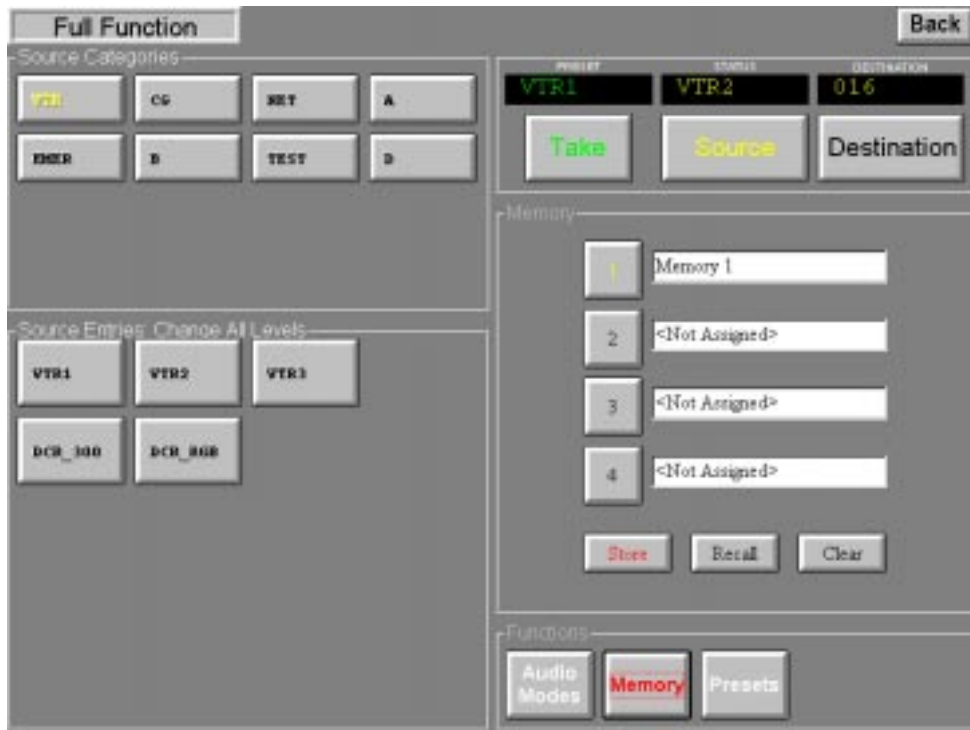 Full Function
Back
Source Categories
VTR
CG
NET
A
EMER
B
TEST
D
PRESET
STATUS
DESTINATION
VTR1
VTR2
016
Take
Source
Destination
Memory
1
Memory 1
2
<Not Assigned>
3
<Not Assigned>
4
<Not Assigned>
Store
Recall
Clear
Source Entries: Change All Levels
VTR1
VTR2
VTR3
DCR_300
DCR_RGB
Functions
Audio
Modes
Memory
Presets